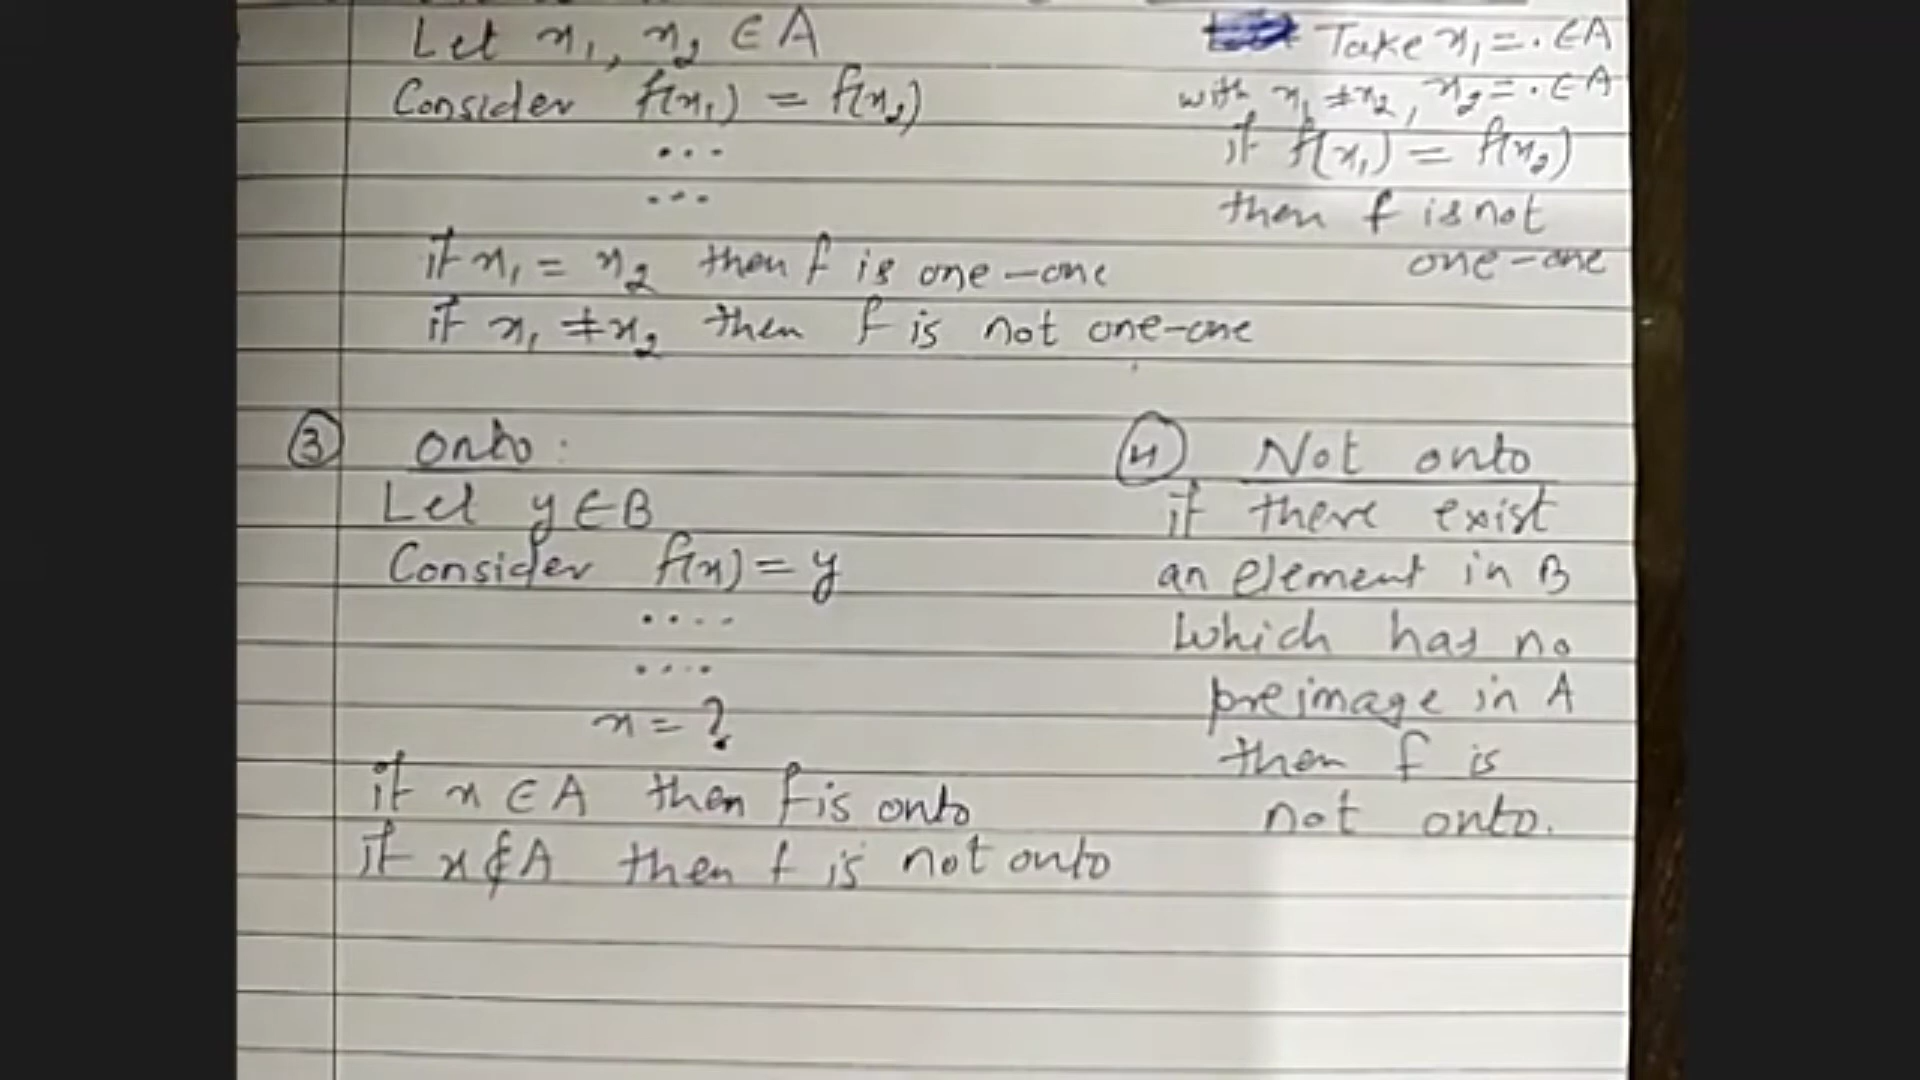 Let x₁, x₂ ∈ A
Consider f(x₁) = f(x₂)
...
...
if x₁ = x₂ then f is one-one
if x₁ ≠ x₂ then f is not one-one
Take x₁ = . ∈ A
with x₁ ≠ x₂, x₂ = . ∈ A
if f(x₁) = f(x₂)
then f is not
one-one
③ onto:
Let y ∈ B
Consider f(x) = y
....
....
x = ?
if x ∈ A then f is onto
if x ∉ A then f is not onto
④ Not onto
if there exist
an element in B
which has no
preimage in A
then f is
not onto.